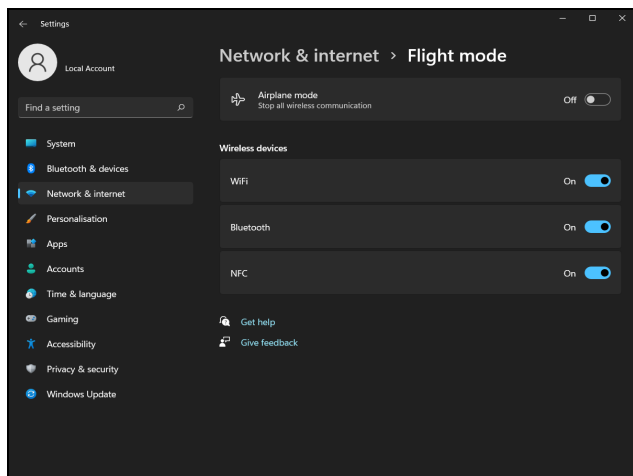 Settings
Local Account
Find a setting
System
Bluetooth & devices
Network & internet
Personalisation
Apps
Accounts
Time & language
Gaming
Accessibility
Privacy & security
Windows Update
Network & internet > Flight mode
Airplane mode
Stop all wireless communication
Off
Wireless devices
WiFi On
Bluetooth On
NFC On
Get help
Give feedback